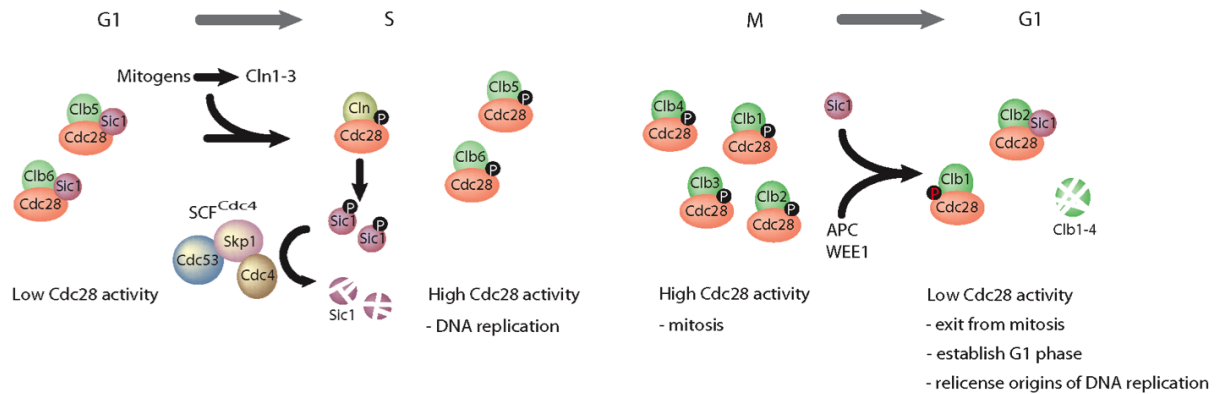 G1
S
M
G1
Mitogens
Cln1-3
Clb5
Sic1
Cdc28
Clb6
Sic1
Cdc28
Cln
P
Cdc28
Clb5
P
Cdc28
Clb6
P
Cdc28
SCF^Cdc4
Skp1
Cdc53
Cdc4
P
Sic1
P
Sic1
Sic1
Low Cdc28 activity
High Cdc28 activity
- DNA replication
Clb4
P
Cdc28
Clb1
P
Cdc28
Clb3
P
Cdc28
Clb2
P
Cdc28
Sic1
APC
WEE1
Clb2
Sic1
Cdc28
Clb1
P
Cdc28
Clb1-4
High Cdc28 activity
- mitosis
Low Cdc28 activity
- exit from mitosis
- establish G1 phase
- relicense origins of DNA replication